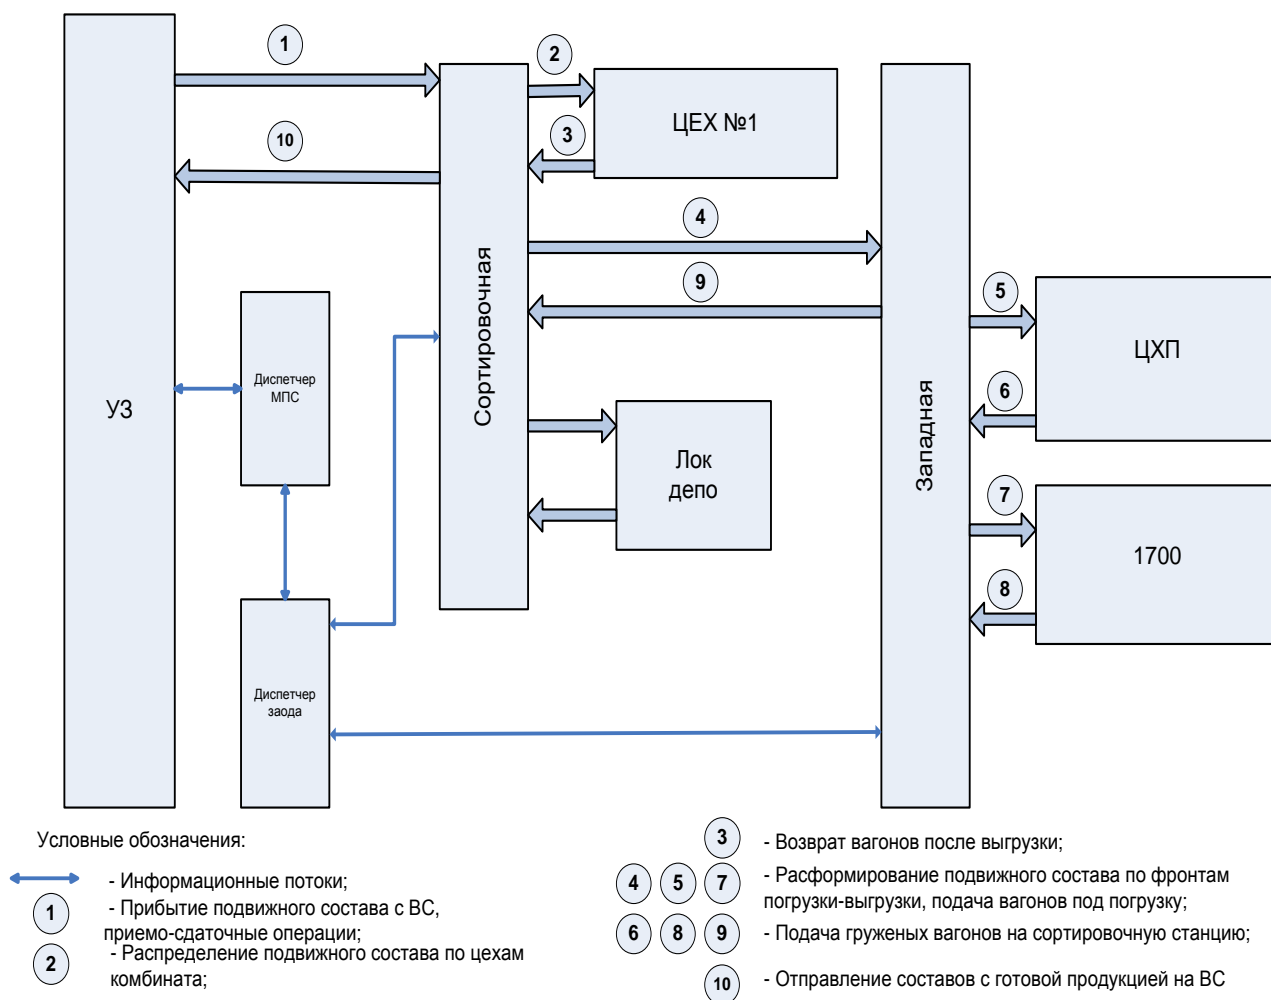 1
2
ЦЕХ №1
3
10
4
Сортировочная
9
5
ЦХП
Диспетчер
МПС
УЗ
6
Западная
Лок
депо
7
1700
8
Диспетчер
заода
Условные обозначения:
- Информационные потоки;
1
- Прибытие подвижного состава с ВС,
приемо-сдаточные операции;
2
- Распределение подвижного состава по цехам
комбината;
3
- Возврат вагонов после выгрузки;
4 5 7
- Расформирование подвижного состава по фронтам
погрузки-выгрузки, подача вагонов под погрузку;
6 8 9
- Подача груженых вагонов на сортировочную станцию;
10
- Отправление составов с готовой продукцией на ВС